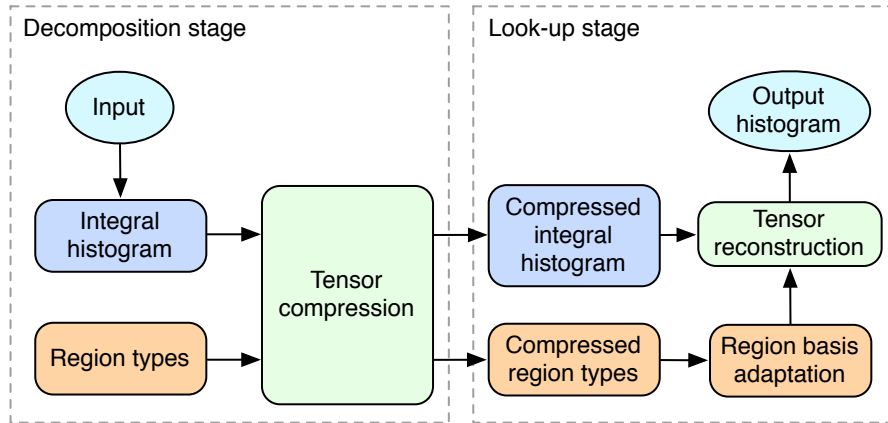 Decomposition stage
Input
Integral
histogram
Region types
Tensor
compression
Look-up stage
Output
histogram
Compressed
integral
histogram
Tensor
reconstruction
Compressed
region types
Region basis
adaptation